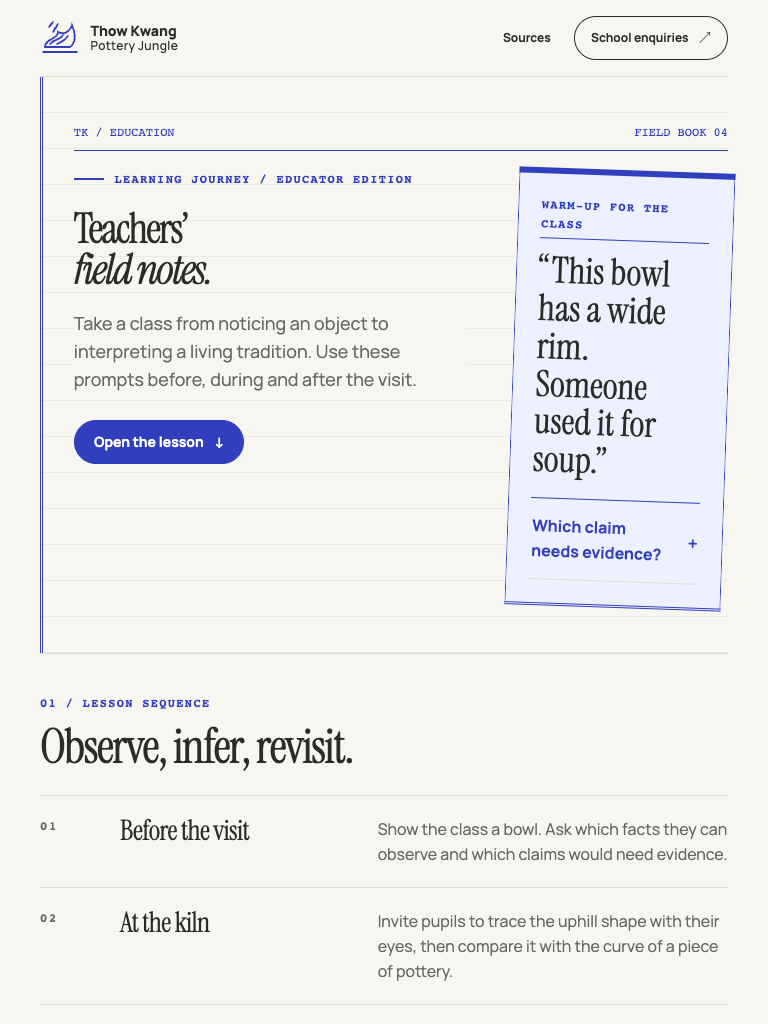 Thow Kwang
Pottery Jungle
Sources
School enquiries ↗
TK / EDUCATION
FIELD BOOK 04
LEARNING JOURNEY / EDUCATOR EDITION
Teachers’
field notes.
Take a class from noticing an object to
interpreting a living tradition. Use these
prompts before, during and after the visit.
Open the lesson ↓
WARM-UP FOR THE
CLASS
“This bowl
has a wide
rim.
Someone
used it for
soup.”
Which claim
needs evidence? +
01 / LESSON SEQUENCE
Observe, infer, revisit.
01
Before the visit
Show the class a bowl. Ask which facts they can
observe and which claims would need evidence.
02
At the kiln
Invite pupils to trace the uphill shape with their
eyes, then compare it with the curve of a piece
of pottery.